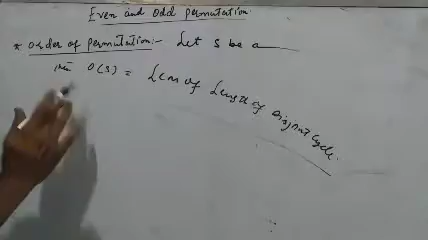 Even and odd permutation
* Order of permutation:- Let S be a
O(S) = Lcm of Length of Disjoint Cycle.